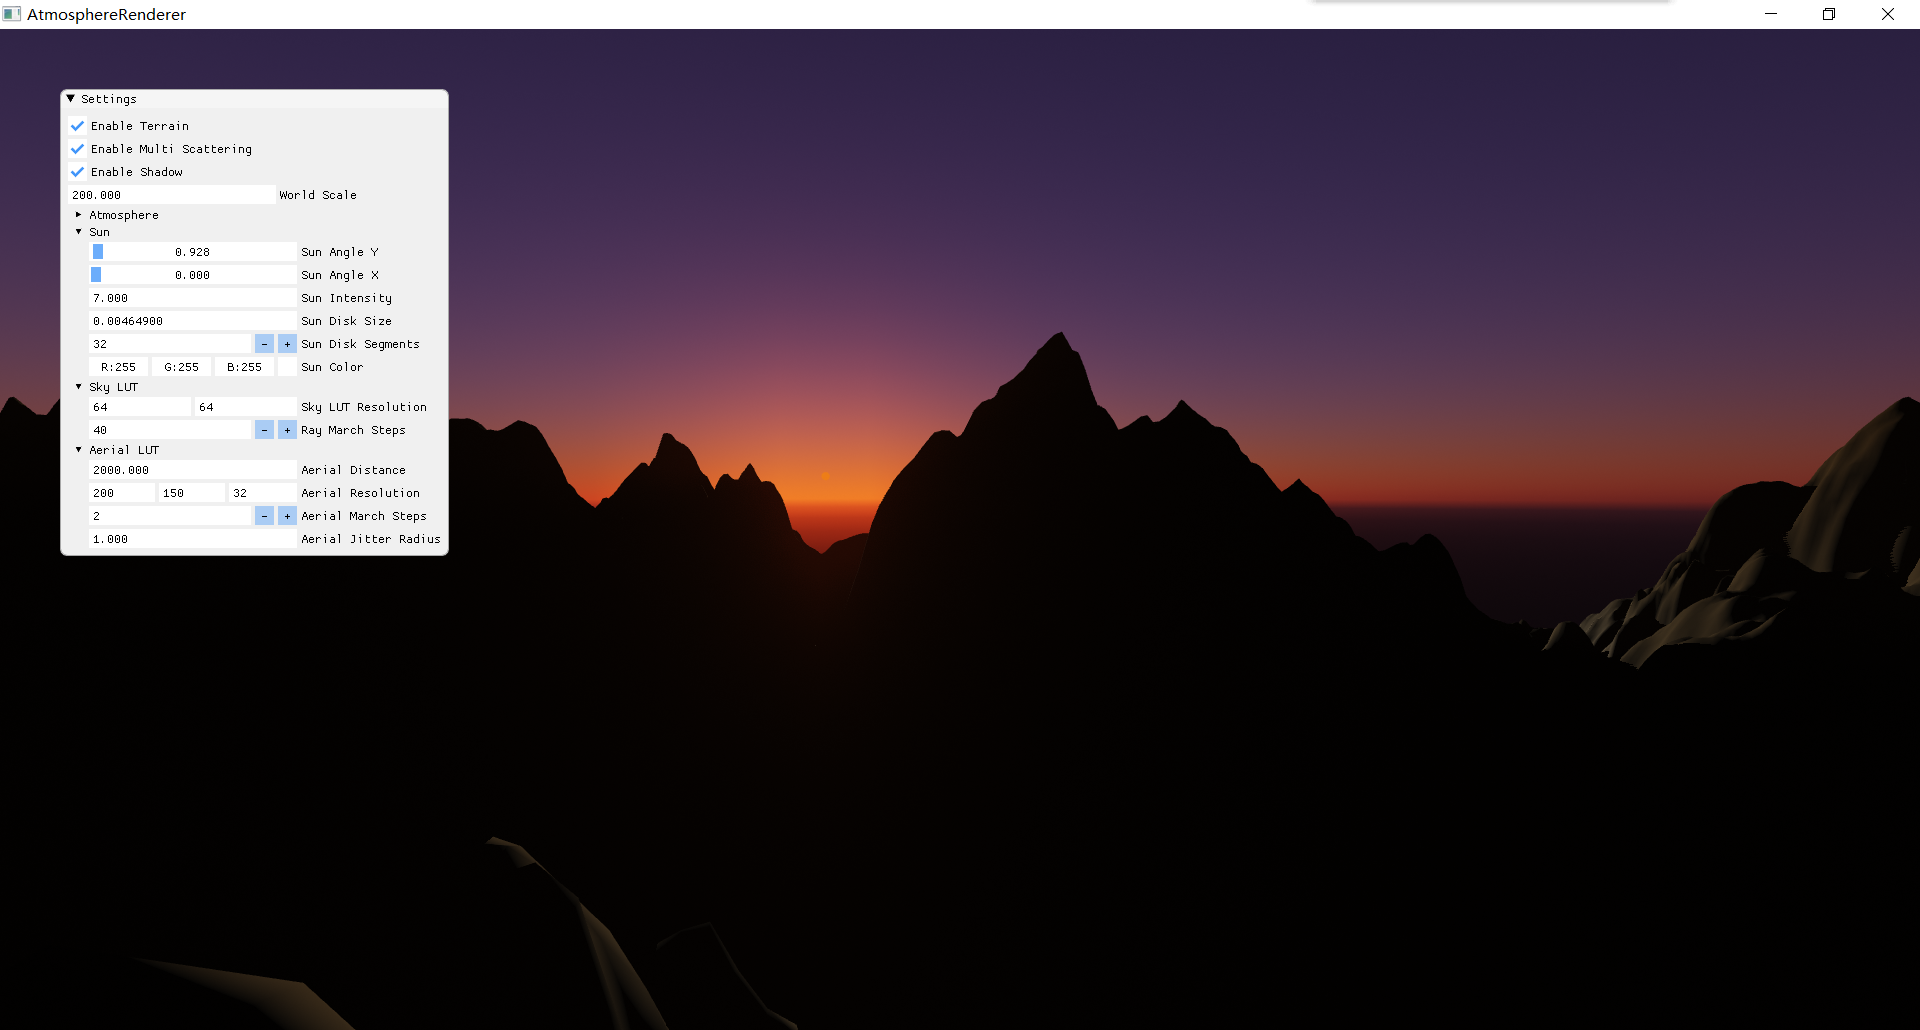 AtmosphereRenderer
Settings
Enable Terrain
Enable Multi Scattering
Enable Shadow
200.000 World Scale
Atmosphere
Sun
0.928 Sun Angle Y
0.000 Sun Angle X
7.000 Sun Intensity
0.00464900 Sun Disk Size
32 - + Sun Disk Segments
R:255 G:255 B:255 Sun Color
Sky LUT
64 64 Sky LUT Resolution
40 - + Ray March Steps
Aerial LUT
2000.000 Aerial Distance
200 150 32 Aerial Resolution
2 - + Aerial March Steps
1.000 Aerial Jitter Radius